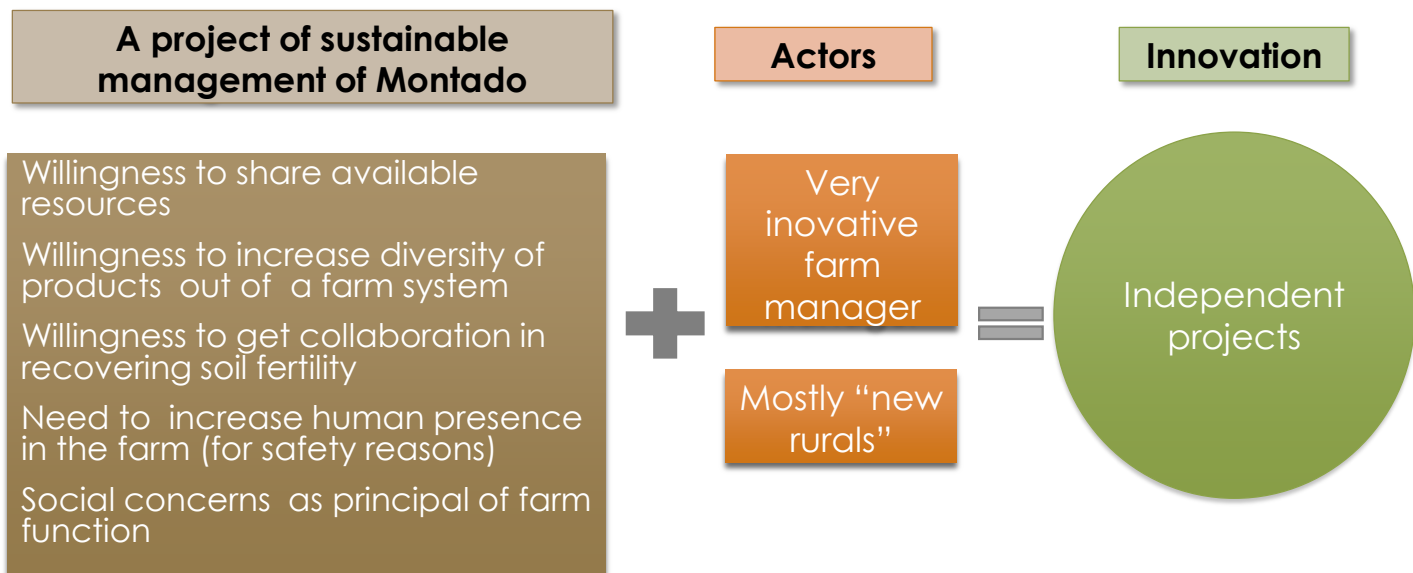 A project of sustainable
management of Montado
Actors
Innovation
Willingness to share available
resources
Willingness to increase diversity of
products out of a farm system
Willingness to get collaboration in
recovering soil fertility
Need to increase human presence
in the farm (for safety reasons)
Social concerns as principal of farm
function
Very
inovative
farm
manager
Mostly “new
rurals”
Independent
projects